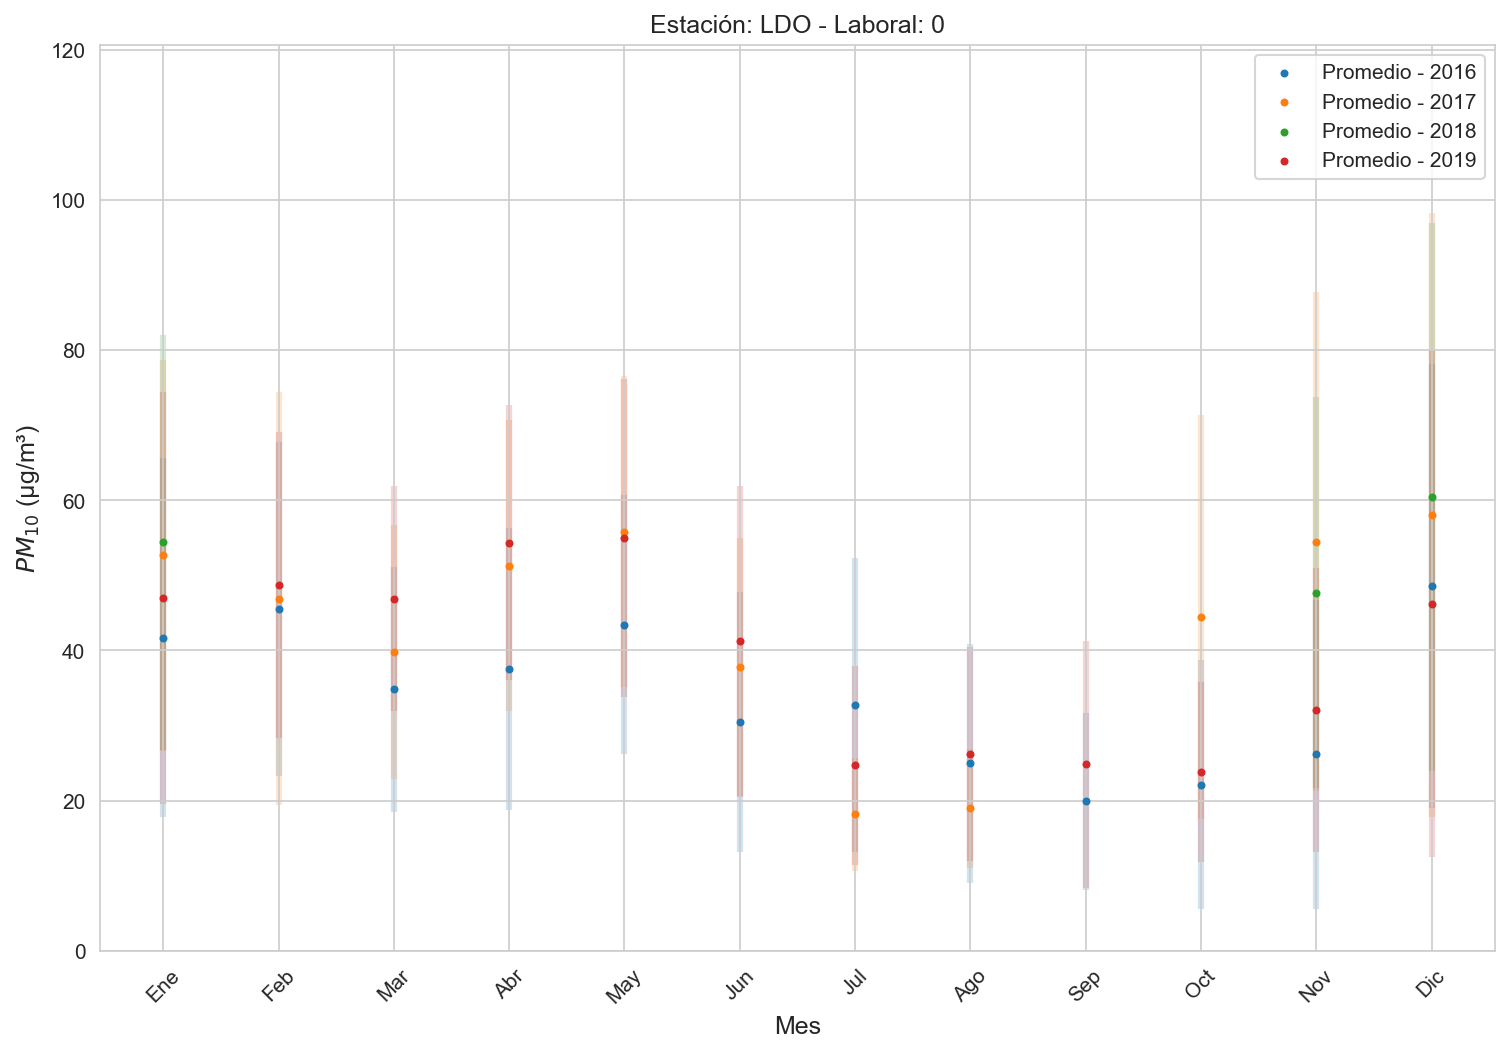 Estación: LDO - Laboral: 0
120
100
80
60
40
20
0
PM10 (µg/m³)
Promedio - 2016
Promedio - 2017
Promedio - 2018
Promedio - 2019
Ene
Feb
Mar
Abr
May
Jun
Jul
Ago
Sep
Oct
Nov
Dic
Mes